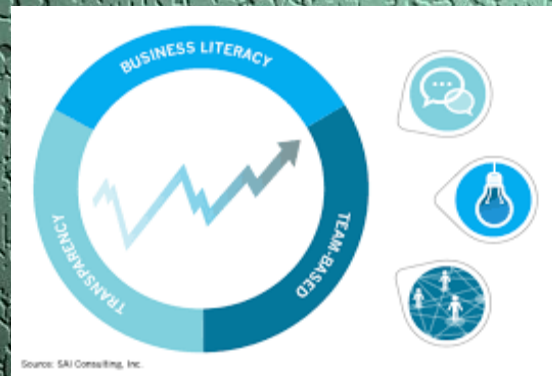 BUSINESS LITERACY
TRANSPARENCY
TEAM-BASED
Source: SAI Consulting, Inc.